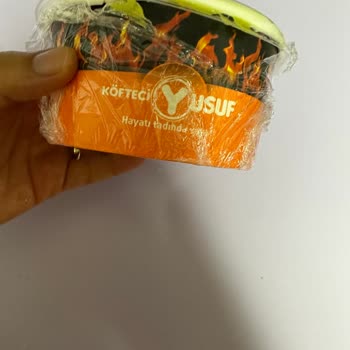 KÖFTECİ YUSUF
Hayatı tadında